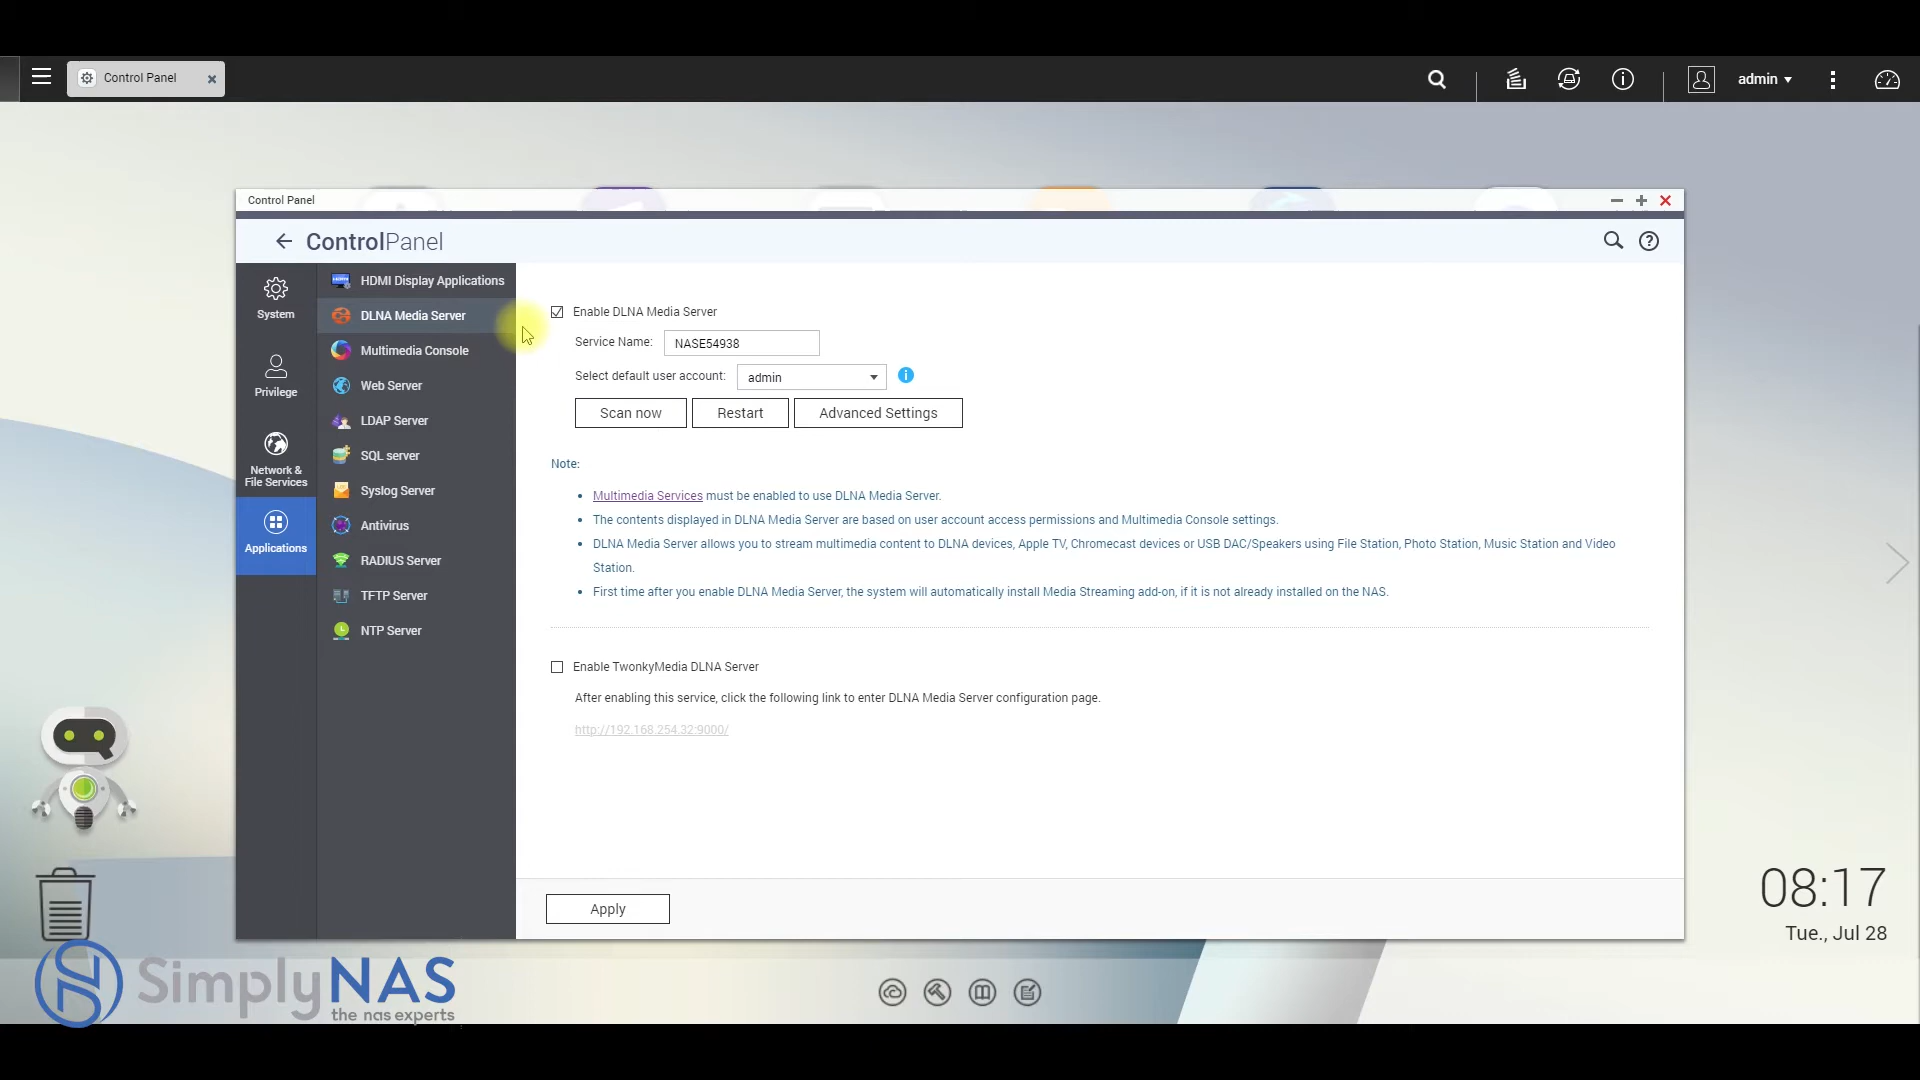 Control Panel
admin
Control Panel
ControlPanel
System
Privilege
Network &
File Services
Applications
HDMI Display Applications
DLNA Media Server
Multimedia Console
Web Server
LDAP Server
SQL server
Syslog Server
Antivirus
RADIUS Server
TFTP Server
NTP Server
Enable DLNA Media Server
Service Name: NASE54938
Select default user account: admin
Scan now Restart Advanced Settings
Note:
• Multimedia Services must be enabled to use DLNA Media Server.
• The contents displayed in DLNA Media Server are based on user account access permissions and Multimedia Console settings.
• DLNA Media Server allows you to stream multimedia content to DLNA devices, Apple TV, Chromecast devices or USB DAC/Speakers using File Station, Photo Station, Music Station and Video
Station.
• First time after you enable DLNA Media Server, the system will automatically install Media Streaming add-on, if it is not already installed on the NAS.
Enable TwonkyMedia DLNA Server
After enabling this service, click the following link to enter DLNA Media Server configuration page.
http://192.168.254.32:9000/
Apply
08:17
Tue., Jul 28
SimplyNAS
the nas experts